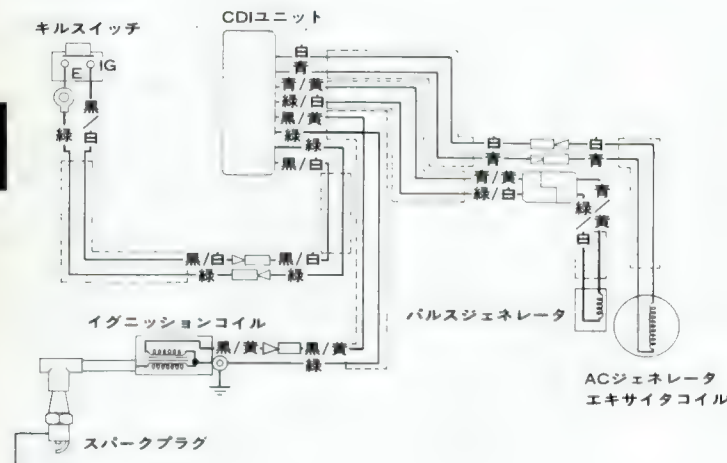 CDIユニット
キルスイッチ
E IG
黒/白
緑
白
青
青/黄
緑/白
黒/黄
緑
緑
黒/白
白 白
青 青
青/黄
緑/白
青/黄
緑/白
黒/白 黒/白
緑 緑
イグニッションコイル
黒/黄 黒/黄
緑
パルスジェネレータ
ACジェネレータ
エキサイタコイル
スパークプラグ